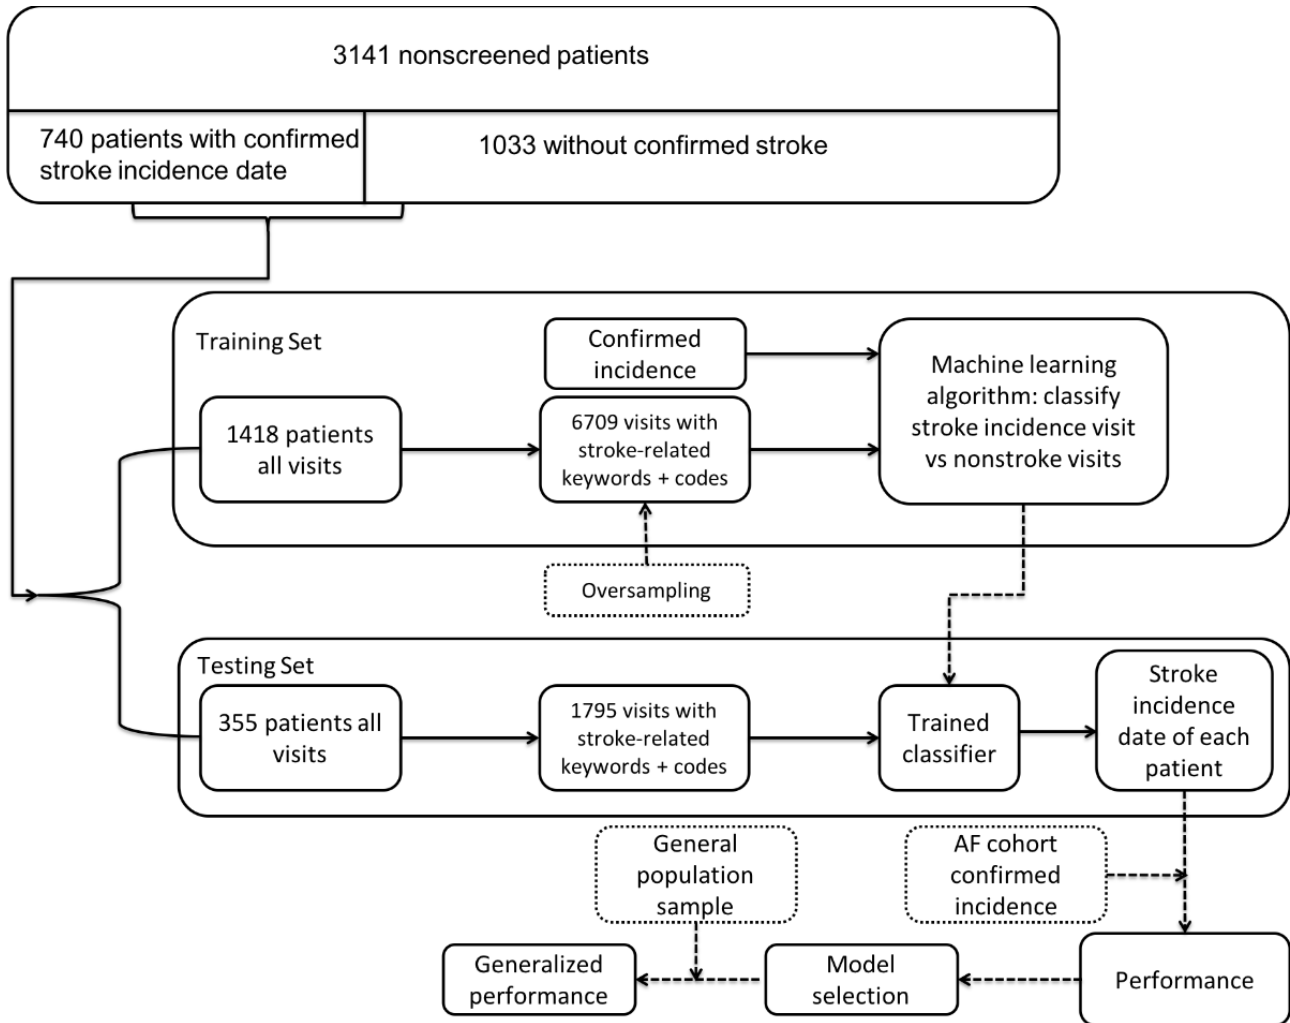 3141 nonscreened patients
740 patients with confirmed
stroke incidence date
1033 without confirmed stroke
Training Set
Confirmed
incidence
Machine learning
algorithm: classify
stroke incidence visit
vs nonstroke visits
1418 patients
all visits
6709 visits with
stroke-related
keywords + codes
Oversampling
Testing Set
355 patients all
visits
1795 visits with
stroke-related
keywords + codes
Trained
classifier
Stroke
incidence
date of each
patient
General
population
sample
AF cohort
confirmed
incidence
Generalized
performance
Model
selection
Performance